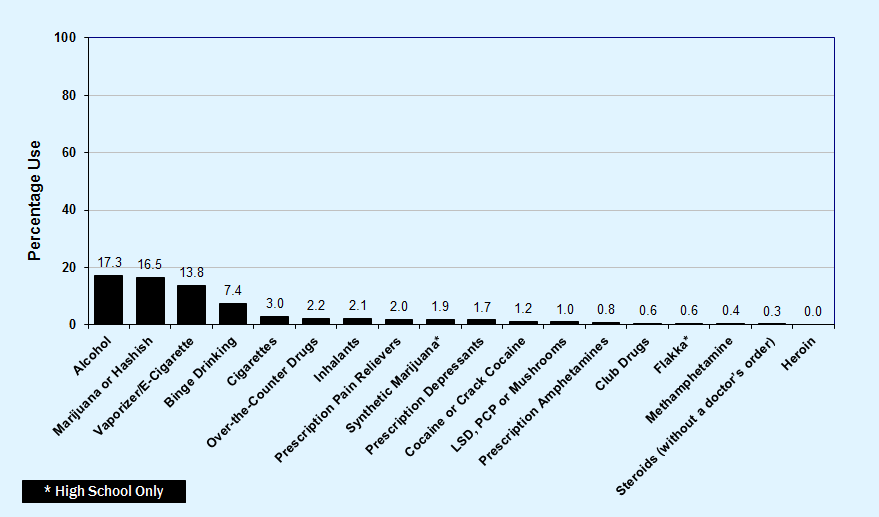 100
80
60
40
20
0
Percentage Use
17.3
16.5
13.8
7.4
3.0
2.2
2.1
2.0
1.9
1.7
1.2
1.0
0.8
0.6
0.6
0.4
0.3
0.0
Alcohol
Marijuana or Hashish
Vaporizer/E-Cigarette
Binge Drinking
Cigarettes
Over-the-Counter Drugs
Inhalants
Prescription Pain Relievers
Synthetic Marijuana*
Prescription Depressants
Cocaine or Crack Cocaine
LSD, PCP or Mushrooms
Prescription Amphetamines
Club Drugs
Flakka*
Methamphetamine
Steroids (without a doctor's order)
Heroin
* High School Only